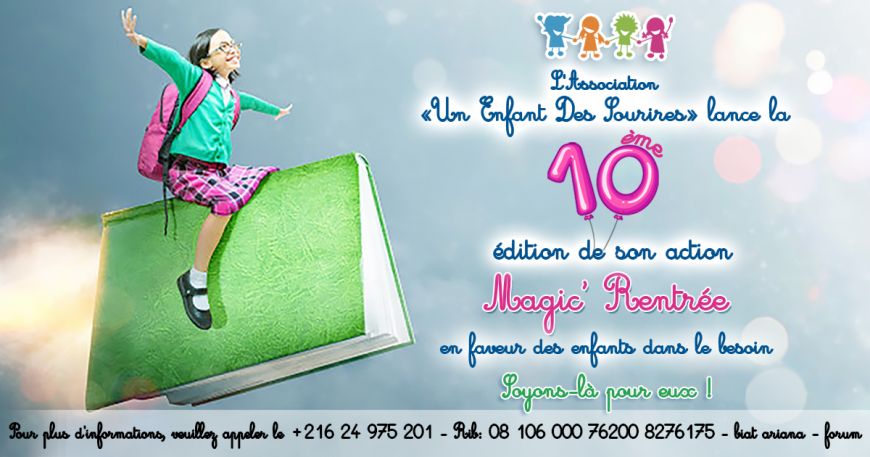 L'Association
«Un Enfant Des Sourires» lance la
10ème
édition de son action
Magic' Rentrée
en faveur des enfants dans le besoin
Soyons-là pour eux !
Pour plus d'informations, veuillez appeler le +216 24 975 201 - Rib: 08 106 000 76200 8276175 - biat ariana - forum